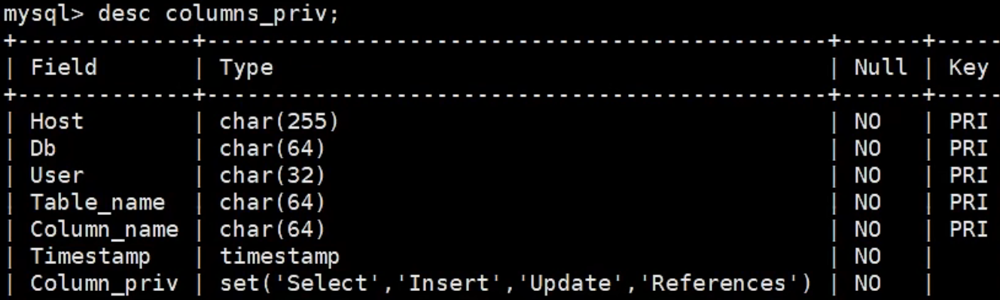 mysql> desc columns_priv;
+-------------+-----------------------------------------------+------+-----
| Field       | Type                                          | Null | Key
+-------------+-----------------------------------------------+------+-----
| Host        | char(255)                                     | NO   | PRI
| Db          | char(64)                                      | NO   | PRI
| User        | char(32)                                      | NO   | PRI
| Table_name  | char(64)                                      | NO   | PRI
| Column_name | char(64)                                      | NO   | PRI
| Timestamp   | timestamp                                     | NO   |
| Column_priv | set('Select','Insert','Update','References') | NO   |